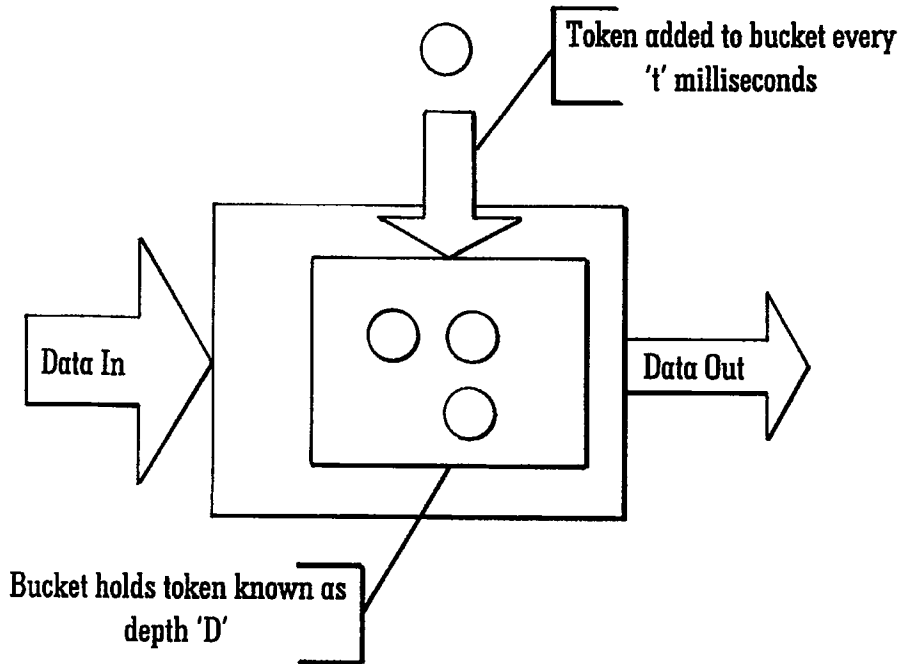 Token added to bucket every
't' milliseconds
Data In
Data Out
Bucket holds token known as
depth 'D'